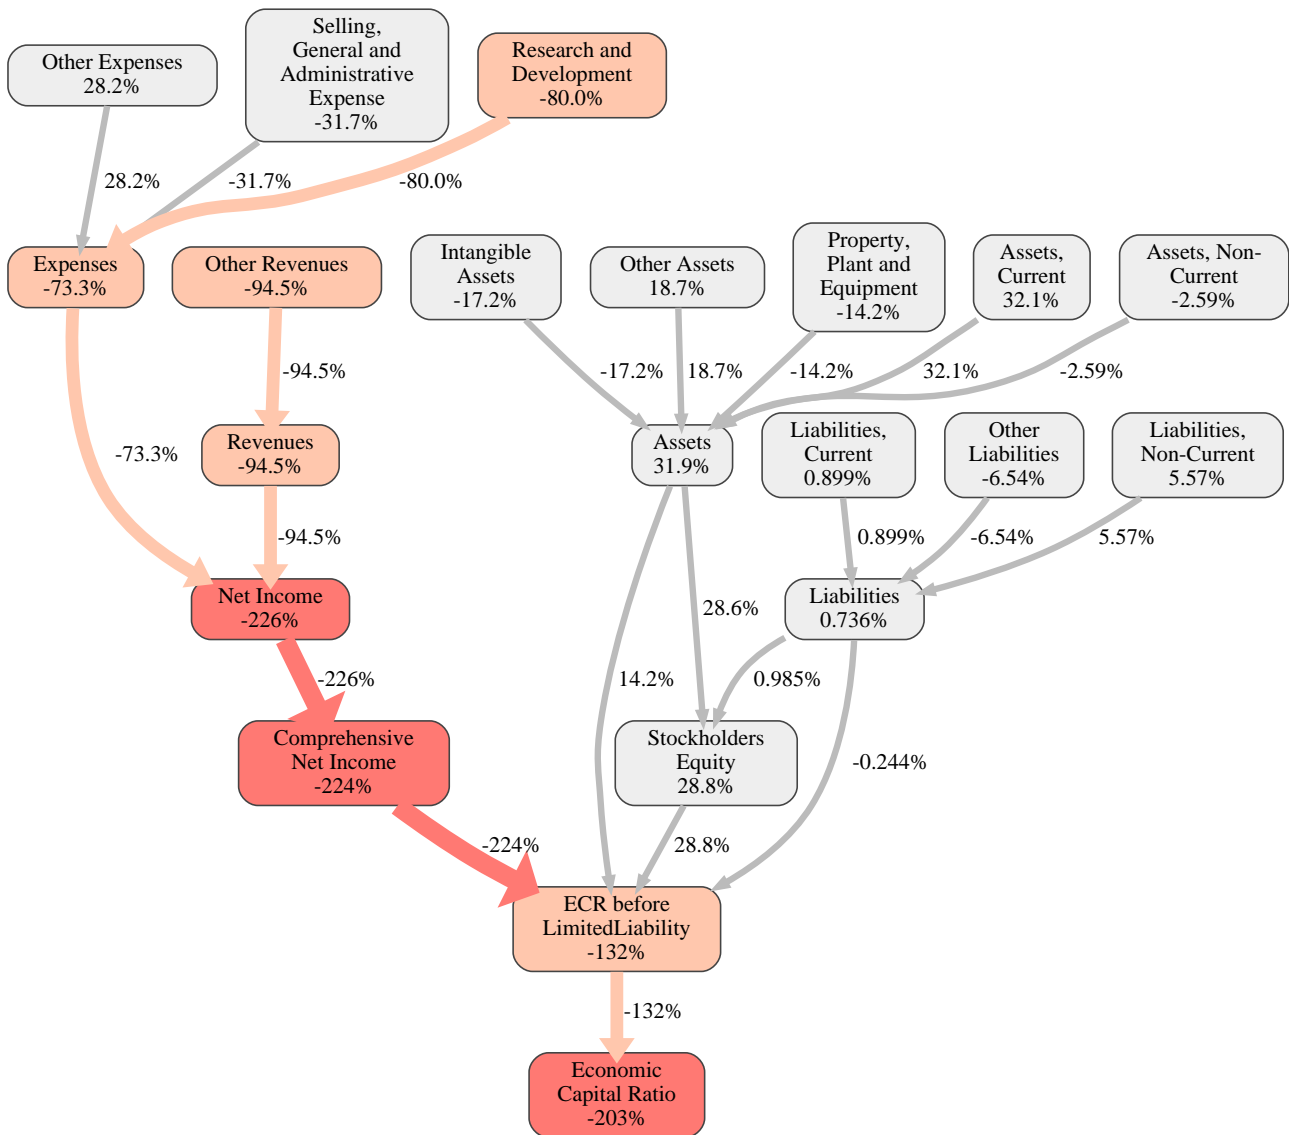 Other Expenses
28.2%
Selling,
General and
Administrative
Expense
-31.7%
Research and
Development
-80.0%
28.2%
-31.7%
-80.0%
Expenses
-73.3%
Other Revenues
-94.5%
Intangible
Assets
-17.2%
Other Assets
18.7%
Property,
Plant and
Equipment
-14.2%
Assets,
Current
32.1%
Assets, Non-
Current
-2.59%
-94.5%
-17.2%
18.7%
-14.2%
32.1%
-2.59%
-73.3%
Revenues
-94.5%
Assets
31.9%
Liabilities,
Current
0.899%
Other
Liabilities
-6.54%
Liabilities,
Non-Current
5.57%
-94.5%
0.899%
-6.54%
5.57%
Net Income
-226%
28.6%
Liabilities
0.736%
-226%
14.2%
0.985%
Comprehensive
Net Income
-224%
Stockholders
Equity
28.8%
-0.244%
-224%
28.8%
ECR before
LimitedLiability
-132%
-132%
Economic
Capital Ratio
-203%